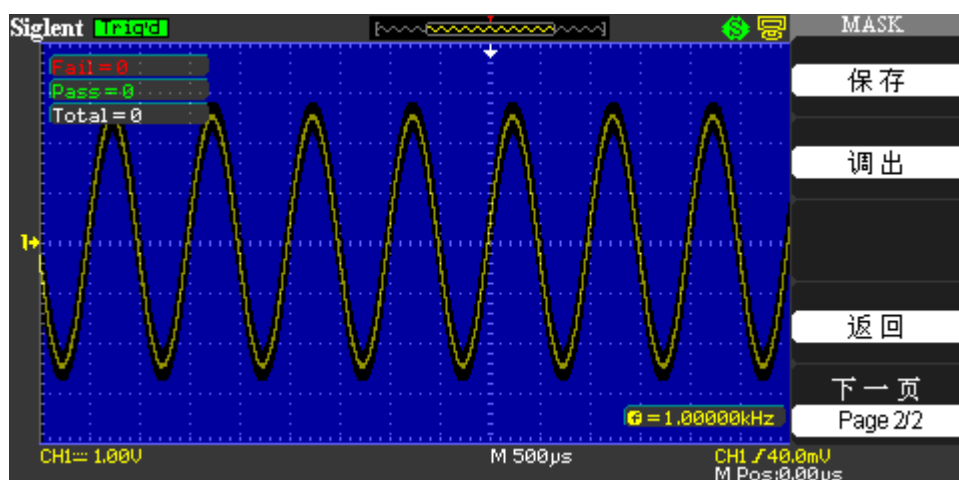 Siglent Trig'd MASK
Fail=0
Pass=0
Total=0
保存
调出
1
返回
下一页
f=1.00000kHz Page 2/2
CH1 1.00V M 500µs CH1 40.0mV
M Pos:0.00µs